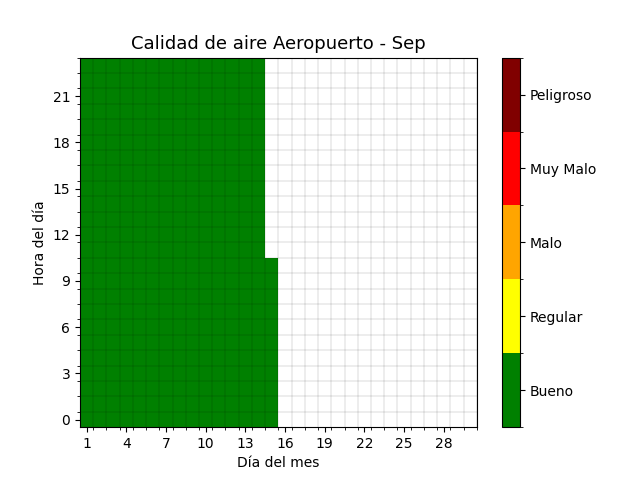 Calidad de aire Aeropuerto - Sep
Hora del día
21
18
15
12
9
6
3
0
1 4 7 10 13 16 19 22 25 28
Día del mes
Peligroso
Muy Malo
Malo
Regular
Bueno